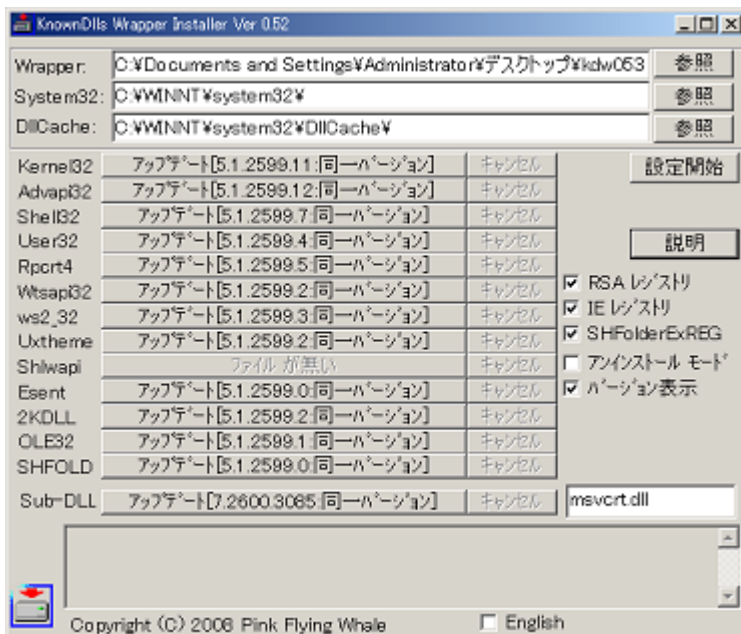 KnownDlls Wrapper Installer Ver 0.52
Wrapper: C:¥Documents and Settings¥Administrator¥デスクトップ¥kdw053 参照
System32: C:¥WINNT¥system32¥ 参照
DllCache: C:¥WINNT¥system32¥DllCache¥ 参照
Kernel32 アップデート[5.1.2599.11:同一バージョン] キャンセル 設定開始
Advapi32 アップデート[5.1.2599.12:同一バージョン] キャンセル
Shell32 アップデート[5.1.2599.7:同一バージョン] キャンセル
User32 アップデート[5.1.2599.4:同一バージョン] キャンセル 説明
Rpcrt4 アップデート[5.1.2599.5:同一バージョン] キャンセル
Wtsapi32 アップデート[5.1.2599.2:同一バージョン] キャンセル RSA レジストリ
ws2_32 アップデート[5.1.2599.3:同一バージョン] キャンセル IE レジストリ
Uxtheme アップデート[5.1.2599.2:同一バージョン] キャンセル SHFolderExREG
Shlwapi ファイル が無い キャンセル アンインストール モード
Esent アップデート[5.1.2599.0:同一バージョン] キャンセル バージョン表示
2KDLL アップデート[5.1.2599.2:同一バージョン] キャンセル
OLE32 アップデート[5.1.2599.1:同一バージョン] キャンセル
SHFOLD アップデート[5.1.2599.0:同一バージョン] キャンセル
Sub-DLL アップデート[7.2600.3085:同一バージョン] キャンセル msvcrt.dll
Copyright (C) 2008 Pink Flying Whale English